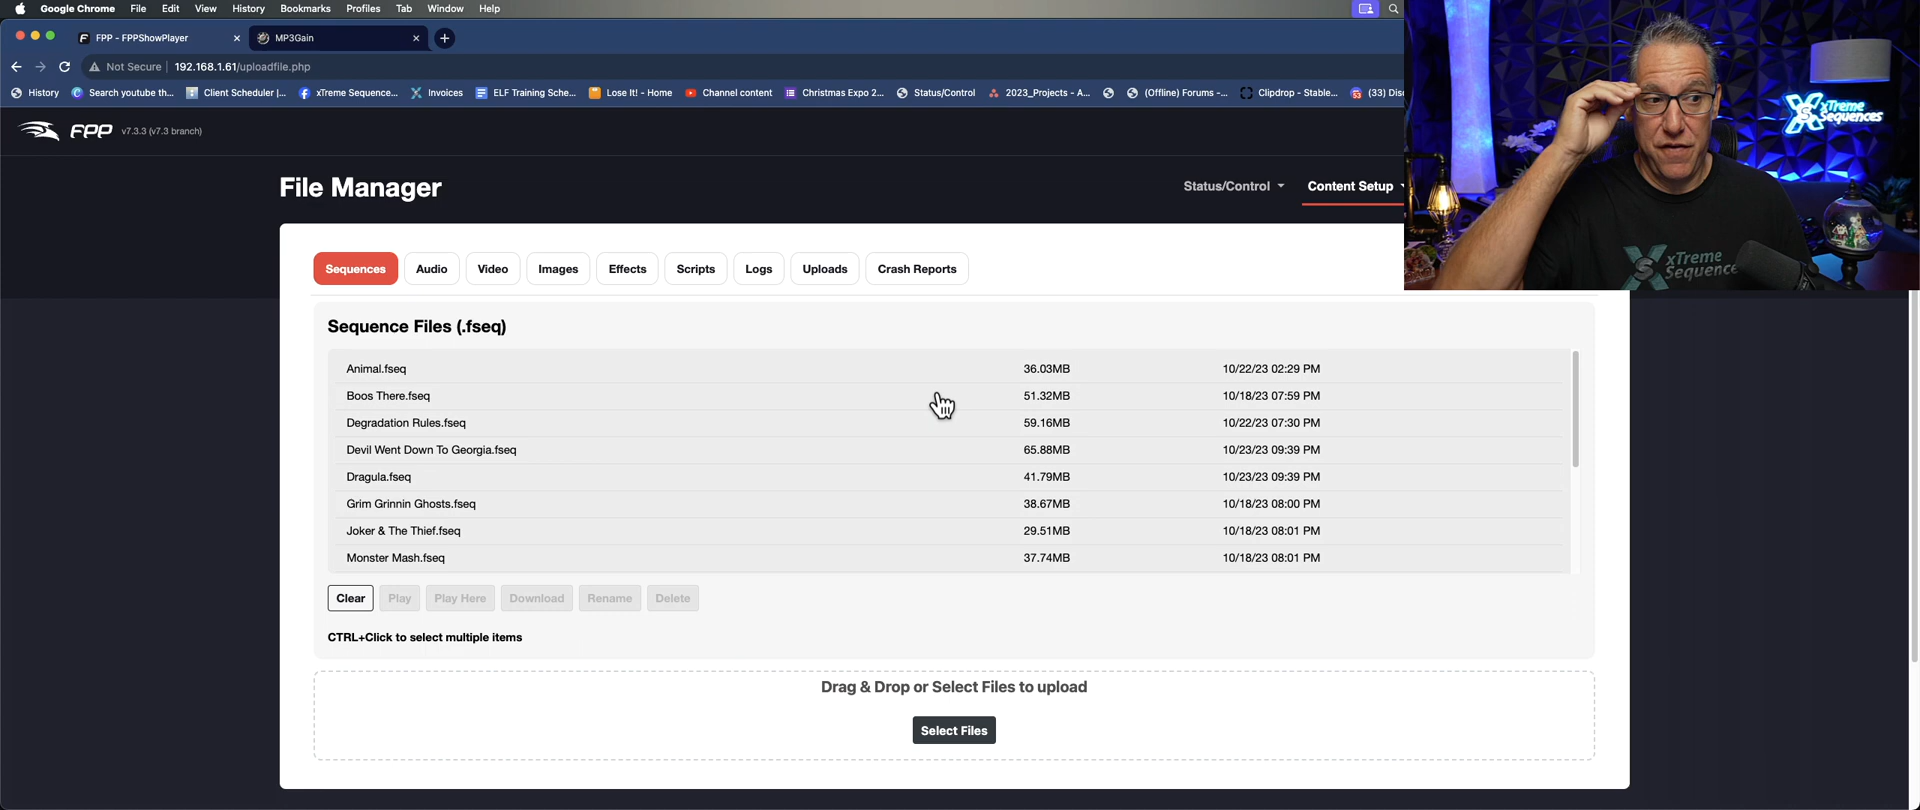 Google Chrome File Edit View History Bookmarks Profiles Tab Window Help
FPP - FPPShowPlayer MP3Gain
Not Secure 192.168.1.61/uploadfile.php
History Search youtube th... Client Scheduler |... xTreme Sequence... Invoices ELF Training Sche... Lose It! - Home Channel content Christmas Expo 2... Status/Control 2023_Projects - A... (Offline) Forums -... Clipdrop - Stable... (33) Disc
FPP v7.3.3 (v7.3 branch)
xTreme
Sequences
File Manager Status/Control Content Setup
xTreme
Sequence
Sequences Audio Video Images Effects Scripts Logs Uploads Crash Reports
Sequence Files (.fseq)
Animal.fseq 36.03MB 10/22/23 02:29 PM
Boos There.fseq 51.32MB 10/18/23 07:59 PM
Degradation Rules.fseq 59.16MB 10/22/23 07:30 PM
Devil Went Down To Georgia.fseq 65.88MB 10/23/23 09:39 PM
Dragula.fseq 41.79MB 10/23/23 09:39 PM
Grim Grinnin Ghosts.fseq 38.67MB 10/18/23 08:00 PM
Joker & The Thief.fseq 29.51MB 10/18/23 08:01 PM
Monster Mash.fseq 37.74MB 10/18/23 08:01 PM
Clear Play Play Here Download Rename Delete
CTRL+Click to select multiple items
Drag & Drop or Select Files to upload
Select Files